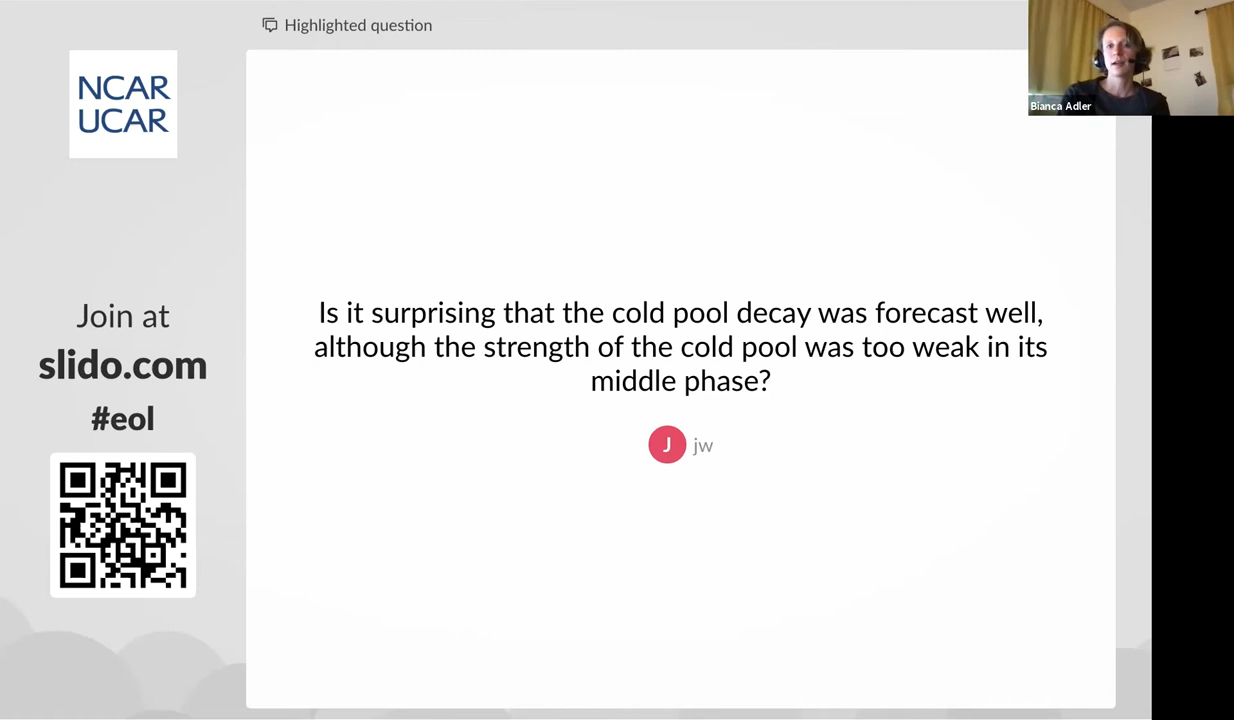 Highlighted question
NCAR
UCAR
Bianca Adler
Join at
slido.com
#eol
Is it surprising that the cold pool decay was forecast well,
although the strength of the cold pool was too weak in its
middle phase?
J jw